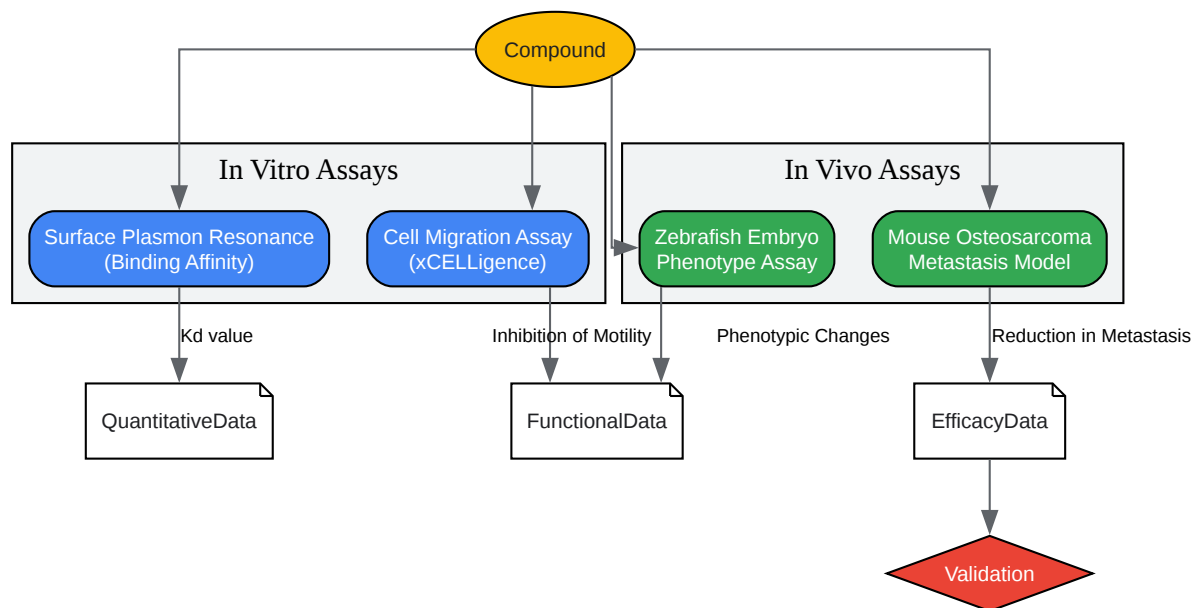 Compound
In Vitro Assays
In Vivo Assays
Surface Plasmon Resonance
(Binding Affinity)
Cell Migration Assay
(xCELLigence)
Zebrafish Embryo
Phenotype Assay
Mouse Osteosarcoma
Metastasis Model
Kd value
Inhibition of Motility
Phenotypic Changes
Reduction in Metastasis
QuantitativeData
FunctionalData
EfficacyData
Validation